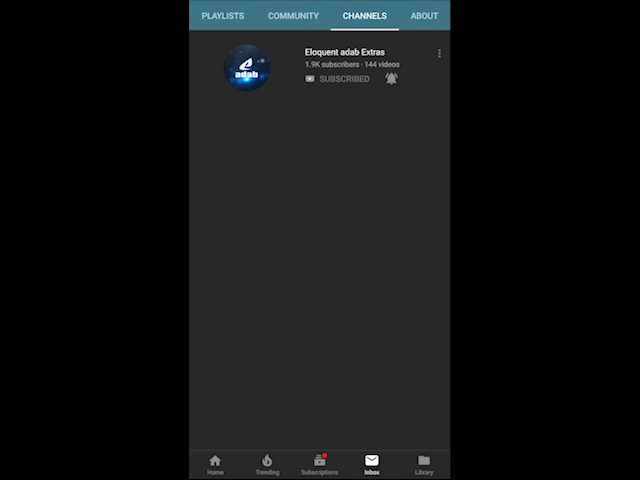 PLAYLISTS COMMUNITY CHANNELS ABOUT
adab
Eloquent adab Extras
1.9K subscribers · 144 videos
SUBSCRIBED
Home Trending Subscriptions Inbox Library